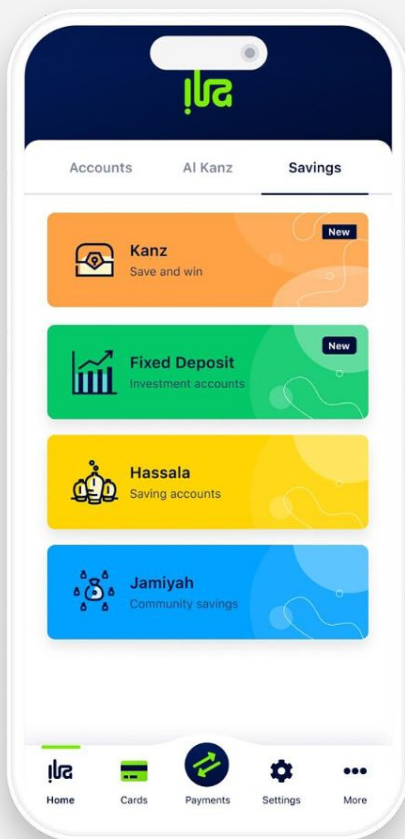 ila
Accounts
Al Kanz
Savings
New
Kanz
Save and win
New
Fixed Deposit
Investment accounts
Hassala
Saving accounts
Jamiyah
Community savings
ila
Home
Cards
Payments
Settings
More